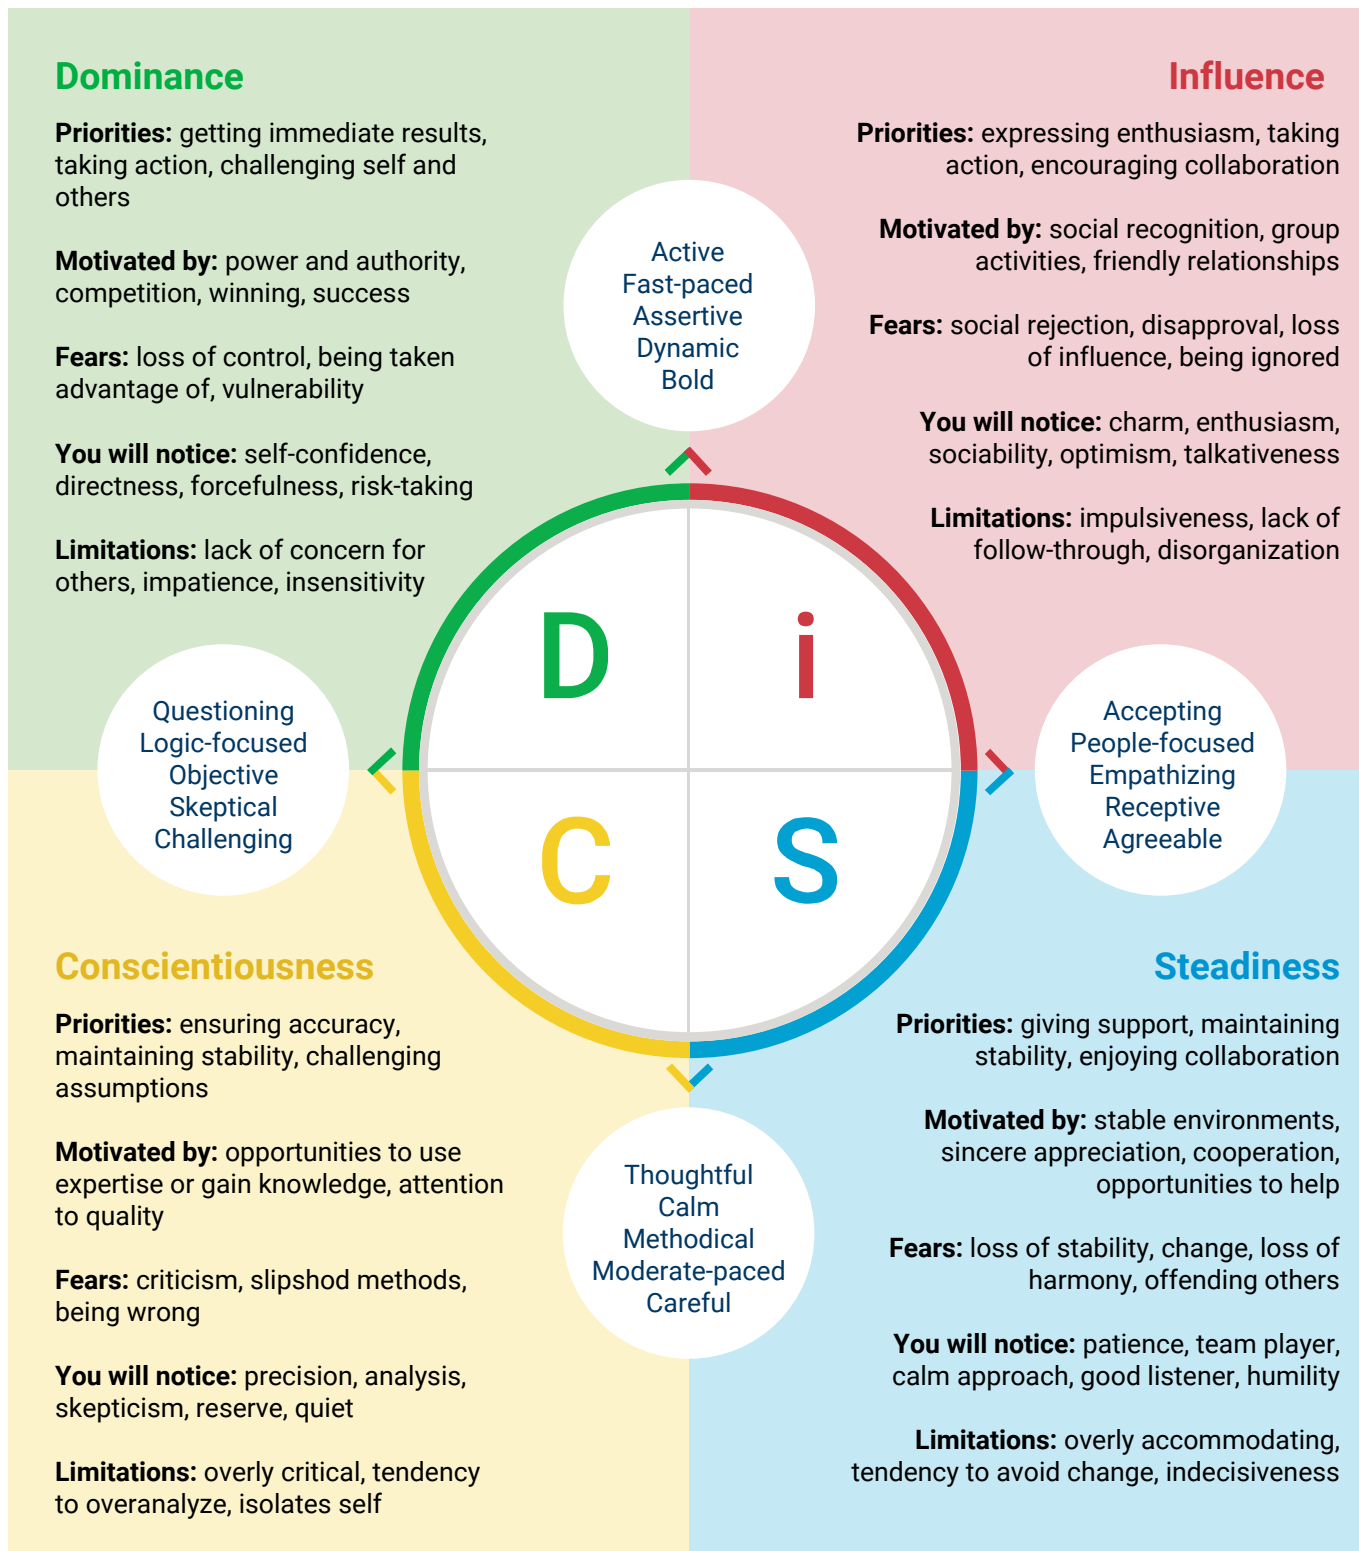 Dominance
Priorities: getting immediate results,
taking action, challenging self and
others
Motivated by: power and authority,
competition, winning, success
Fears: loss of control, being taken
advantage of, vulnerability
You will notice: self-confidence,
directness, forcefulness, risk-taking
Limitations: lack of concern for
others, impatience, insensitivity
Influence
Priorities: expressing enthusiasm, taking
action, encouraging collaboration
Motivated by: social recognition, group
activities, friendly relationships
Fears: social rejection, disapproval, loss
of influence, being ignored
You will notice: charm, enthusiasm,
sociability, optimism, talkativeness
Limitations: impulsiveness, lack of
follow-through, disorganization
Active
Fast-paced
Assertive
Dynamic
Bold
D
i
C
S
Questioning
Logic-focused
Objective
Skeptical
Challenging
Accepting
People-focused
Empathizing
Receptive
Agreeable
Conscientiousness
Priorities: ensuring accuracy,
maintaining stability, challenging
assumptions
Motivated by: opportunities to use
expertise or gain knowledge, attention
to quality
Fears: criticism, slipshod methods,
being wrong
You will notice: precision, analysis,
skepticism, reserve, quiet
Limitations: overly critical, tendency
to overanalyze, isolates self
Thoughtful
Calm
Methodical
Moderate-paced
Careful
Steadiness
Priorities: giving support, maintaining
stability, enjoying collaboration
Motivated by: stable environments,
sincere appreciation, cooperation,
opportunities to help
Fears: loss of stability, change, loss of
harmony, offending others
You will notice: patience, team player,
calm approach, good listener, humility
Limitations: overly accommodating,
tendency to avoid change, indecisiveness